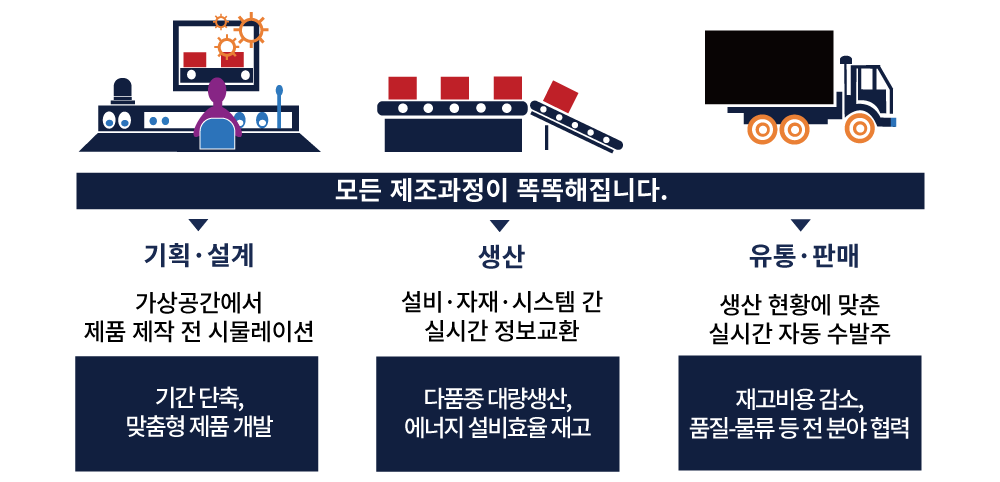 모든 제조과정이 똑똑해집니다.
기획·설계
가상공간에서
제품 제작 전 시물레이션
기간 단축,
맞춤형 제품 개발
생산
설비·자재·시스템 간
실시간 정보교환
다품종 대량생산,
에너지 설비효율 재고
유통·판매
생산 현황에 맞춘
실시간 자동 수발주
재고비용 감소,
품질-물류 등 전 분야 협력